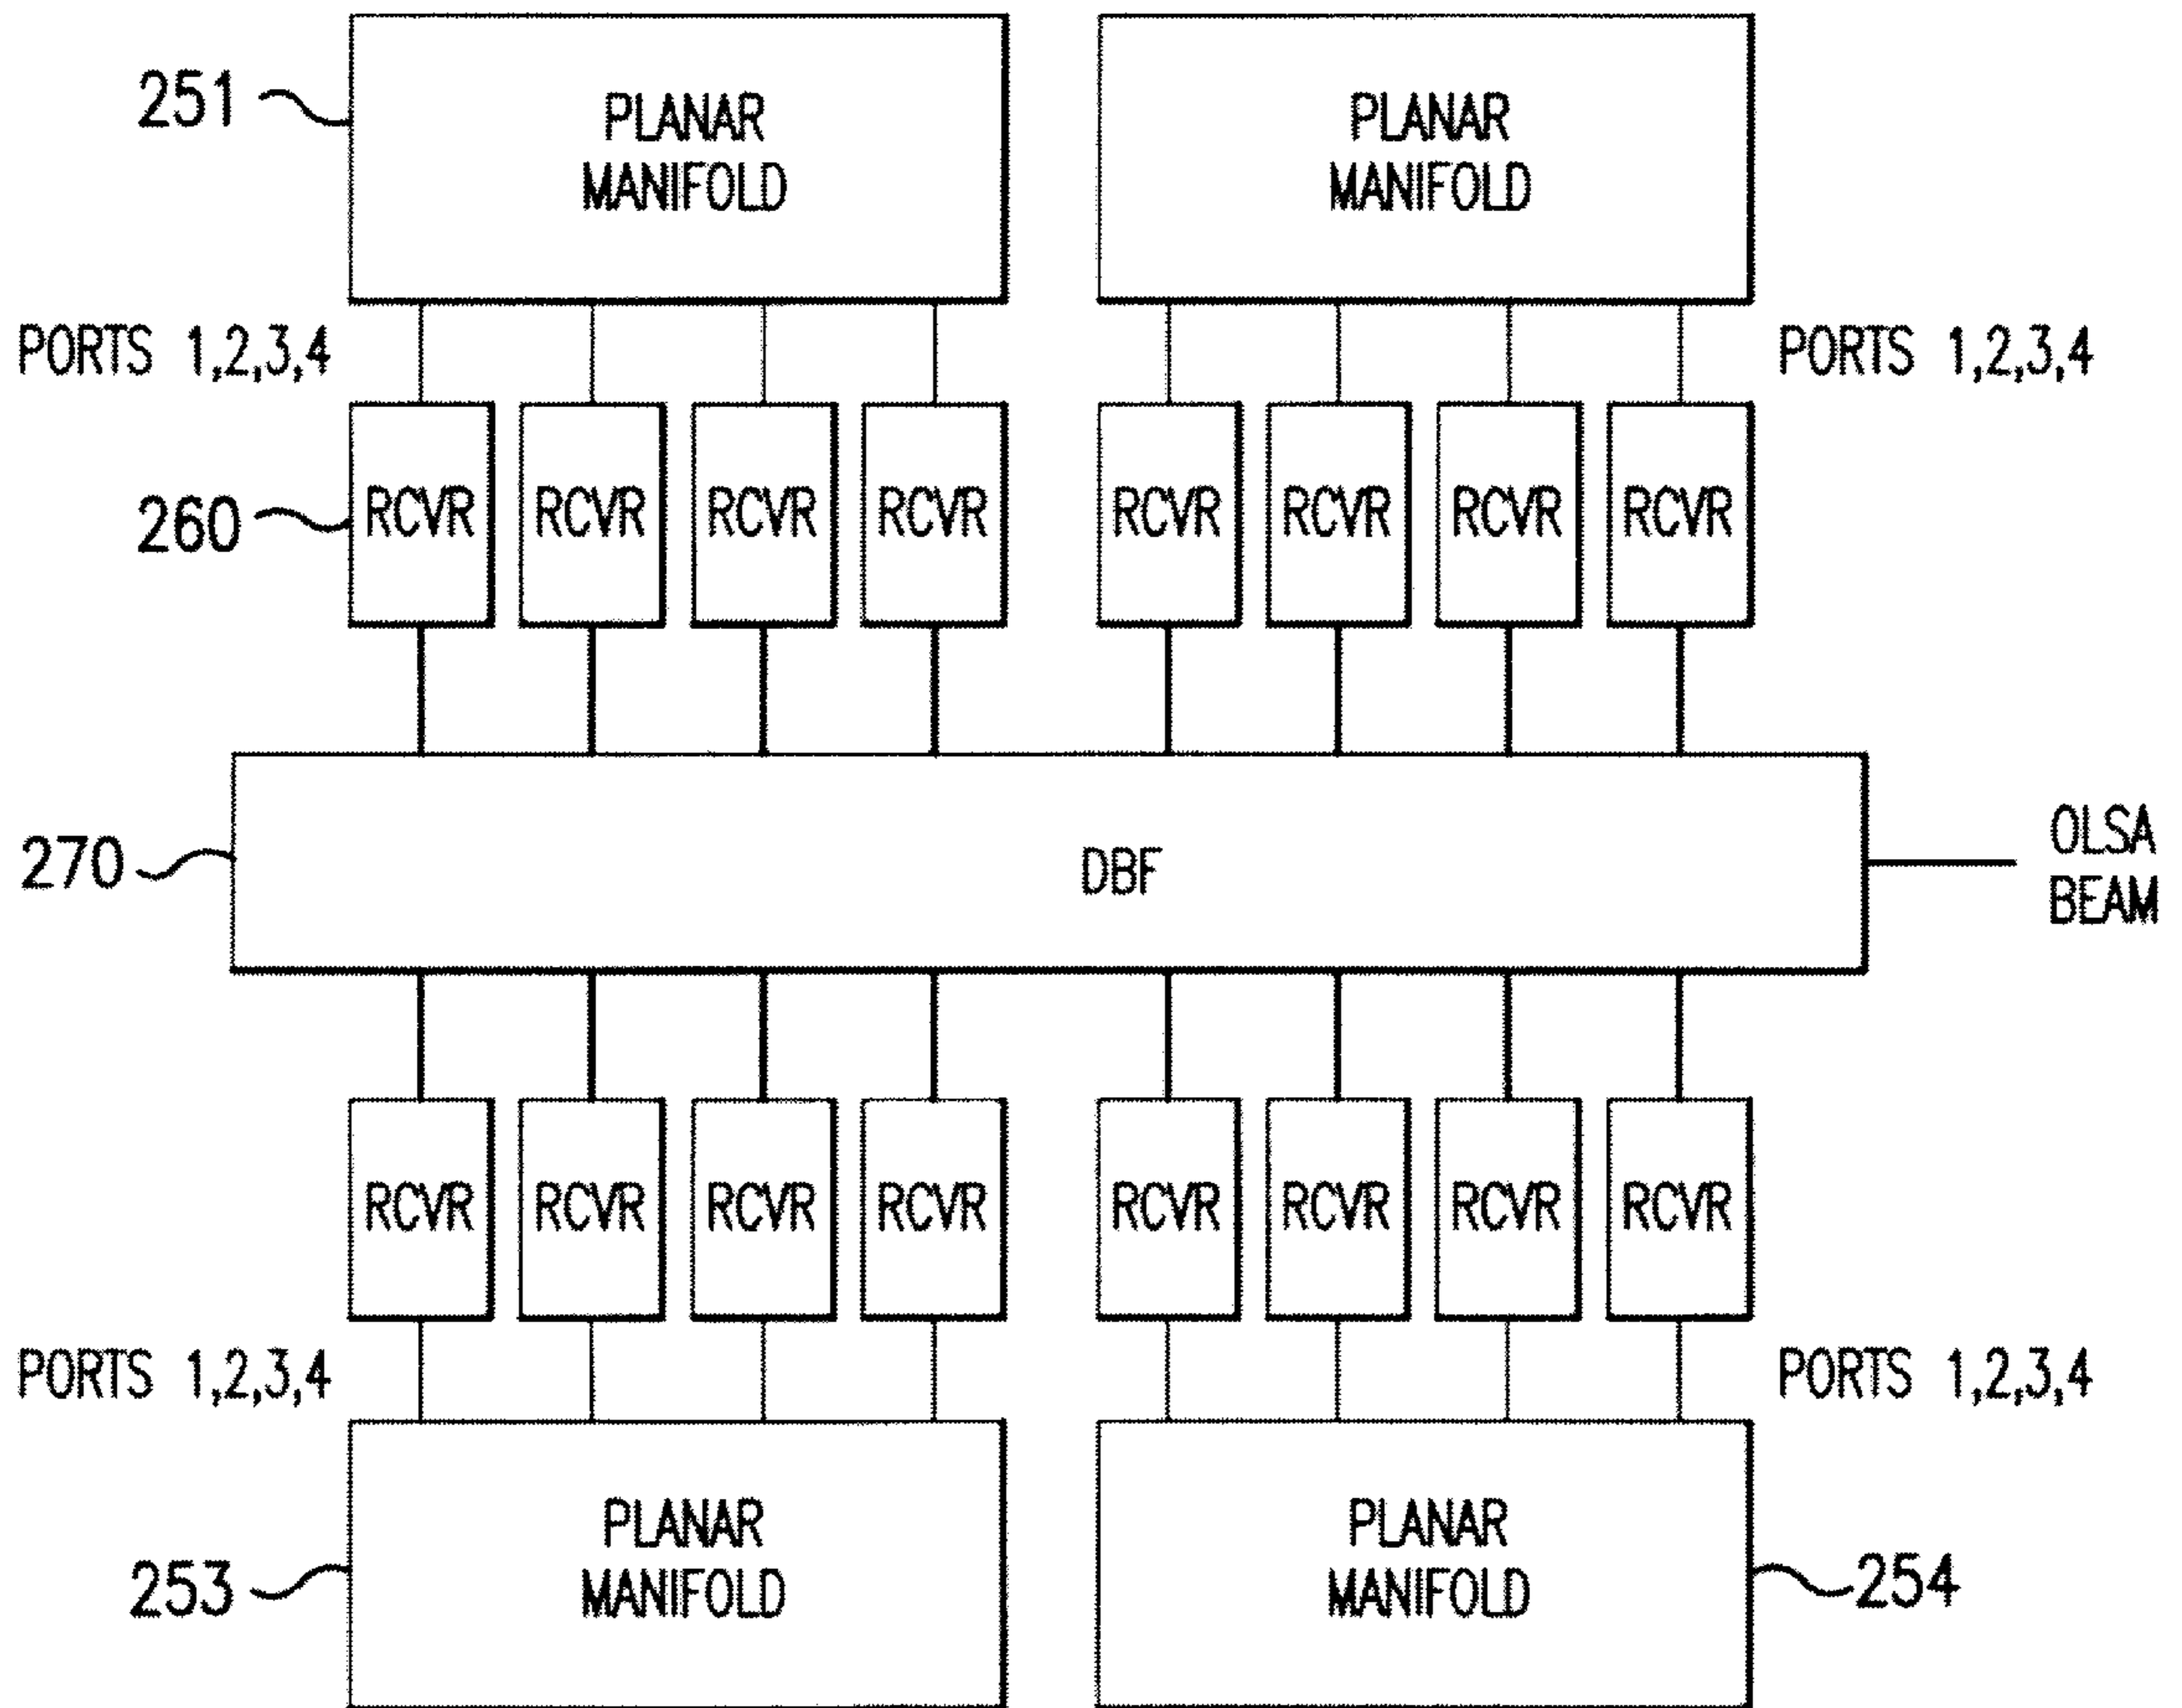 251
PLANAR
MANIFOLD
PLANAR
MANIFOLD
PORTS 1,2,3,4
PORTS 1,2,3,4
260
RCVR
RCVR
RCVR
RCVR
RCVR
RCVR
RCVR
RCVR
270
DBF
OLSA
BEAM
RCVR
RCVR
RCVR
RCVR
RCVR
RCVR
RCVR
RCVR
PORTS 1,2,3,4
PORTS 1,2,3,4
253
PLANAR
MANIFOLD
PLANAR
MANIFOLD
254